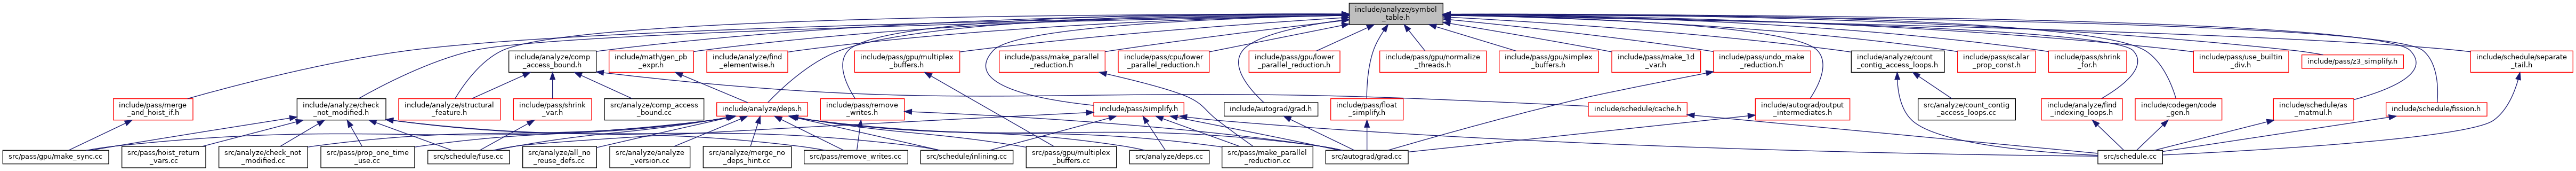 include/analyze/symbol
_table.h
include/analyze/comp
_access_bound.h
include/math/gen_pb
_expr.h
include/analyze/find
_elementwise.h
include/pass/gpu/multiplex
_buffers.h
include/pass/make_parallel
_reduction.h
include/pass/cpu/lower
_parallel_reduction.h
include/pass/gpu/lower
_parallel_reduction.h
include/pass/gpu/normalize
_threads.h
include/pass/gpu/simplex
_buffers.h
include/pass/make_1d
_var.h
include/pass/undo_make
_reduction.h
include/analyze/count
_contig_access_loops.h
include/pass/scalar
_prop_const.h
include/pass/shrink
_for.h
include/pass/use_builtin
_div.h
include/pass/z3_simplify.h
include/schedule/separate
_tail.h
include/pass/merge
_and_hoist_if.h
include/analyze/check
_not_modified.h
include/analyze/structural
_feature.h
include/pass/shrink
_var.h
src/analyze/comp_access
_bound.cc
include/analyze/deps.h
include/pass/remove
_writes.h
include/pass/simplify.h
include/autograd/grad.h
include/pass/float
_simplify.h
include/schedule/cache.h
include/autograd/output
_intermediates.h
src/analyze/count_contig
_access_loops.cc
include/analyze/find
_indexing_loops.h
include/codegen/code
_gen.h
include/schedule/as
_matmul.h
include/schedule/fission.h
src/pass/gpu/make_sync.cc
src/pass/hoist_return
_vars.cc
src/analyze/check_not
_modified.cc
src/pass/prop_one_time
_use.cc
src/schedule/fuse.cc
src/analyze/all_no
_reuse_defs.cc
src/analyze/analyze
_version.cc
src/analyze/merge_no
_deps_hint.cc
src/pass/remove_writes.cc
src/schedule/inlining.cc
src/pass/gpu/multiplex
_buffers.cc
src/analyze/deps.cc
src/pass/make_parallel
_reduction.cc
src/autograd/grad.cc
src/schedule.cc